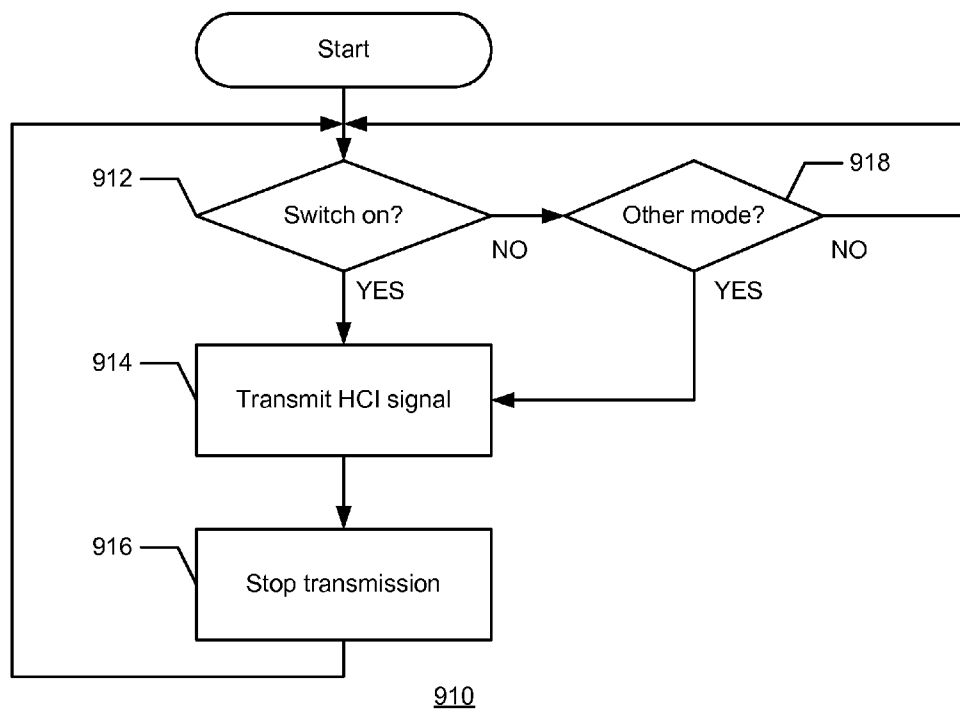 Start
912
Switch on?
NO
Other mode?
918
NO
YES
YES
914
Transmit HCI signal
916
Stop transmission
910